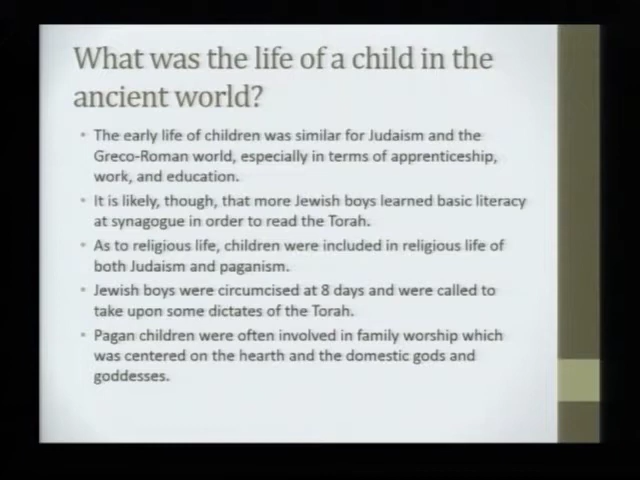 What was the life of a child in the
ancient world?
• The early life of children was similar for Judaism and the
Greco-Roman world, especially in terms of apprenticeship,
work, and education.
• It is likely, though, that more Jewish boys learned basic literacy
at synagogue in order to read the Torah.
• As to religious life, children were included in religious life of
both Judaism and paganism.
• Jewish boys were circumcised at 8 days and were called to
take upon some dictates of the Torah.
• Pagan children were often involved in family worship which
was centered on the hearth and the domestic gods and
goddesses.